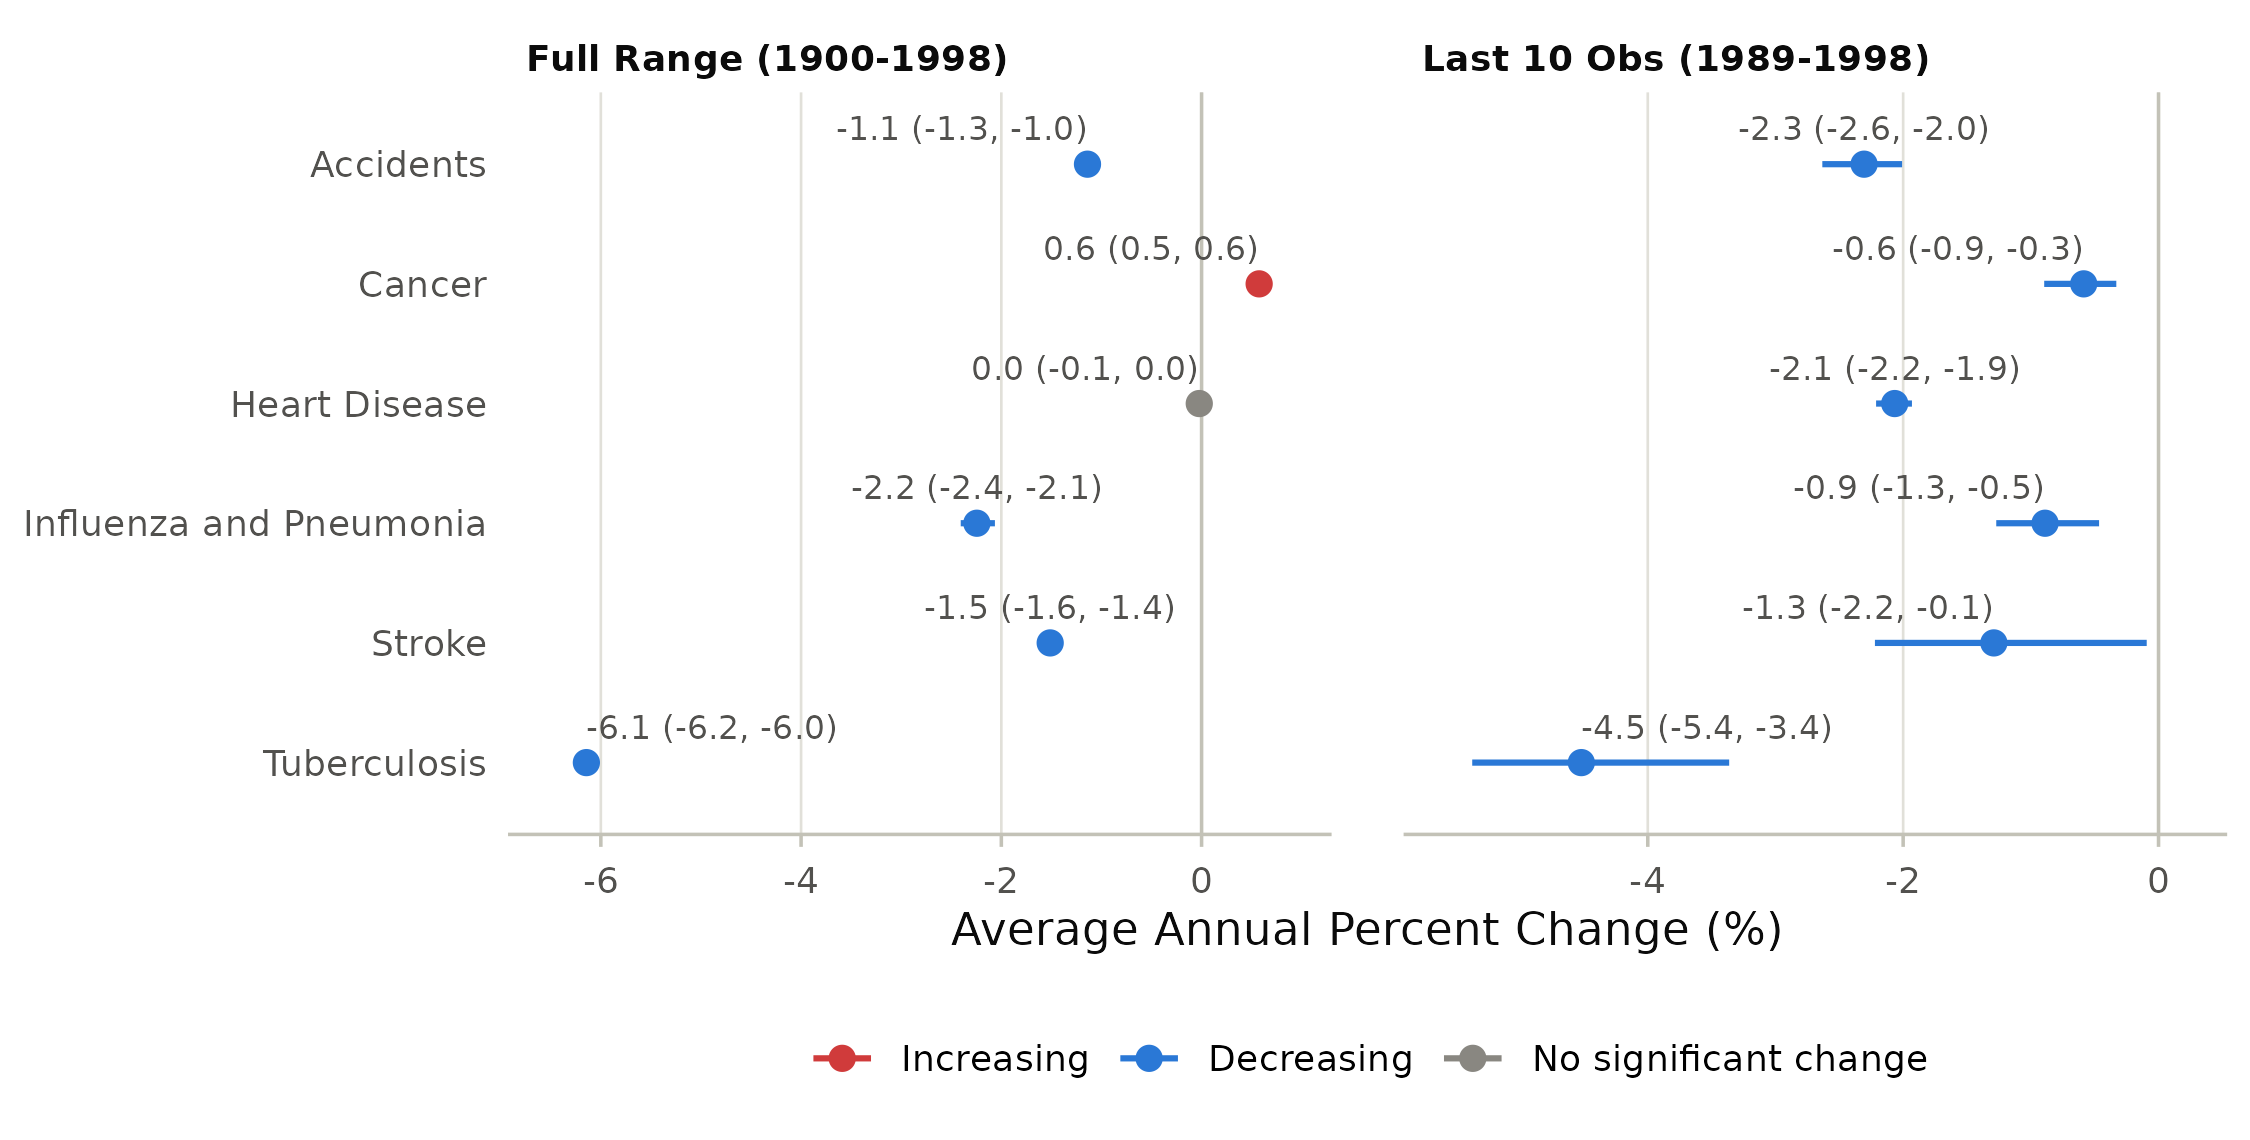 Full Range (1900-1998)
Last 10 Obs (1989-1998)
Accidents
-1.1 (-1.3, -1.0)
-2.3 (-2.6, -2.0)
Cancer
0.6 (0.5, 0.6)
-0.6 (-0.9, -0.3)
Heart Disease
0.0 (-0.1, 0.0)
-2.1 (-2.2, -1.9)
Influenza and Pneumonia
-2.2 (-2.4, -2.1)
-0.9 (-1.3, -0.5)
Stroke
-1.5 (-1.6, -1.4)
-1.3 (-2.2, -0.1)
Tuberculosis
-6.1 (-6.2, -6.0)
-4.5 (-5.4, -3.4)
-6 -4 -2 0
-4 -2 0
Average Annual Percent Change (%)
Increasing Decreasing No significant change